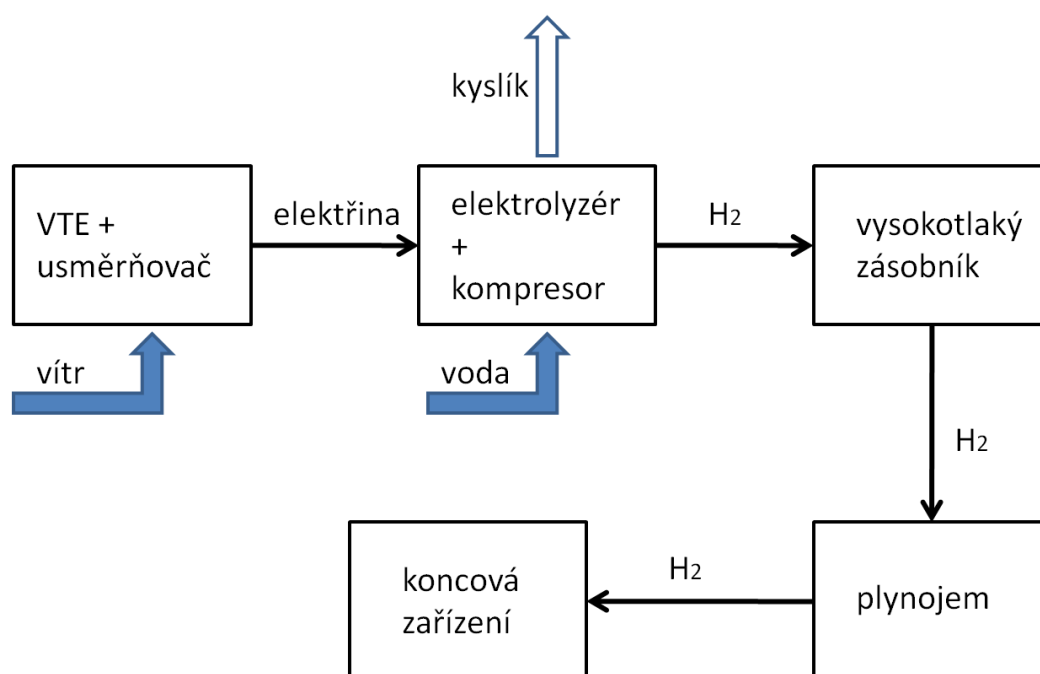 kyslík
VTE +
usměrňovač
elektřina
elektrolyzér
+
kompresor
H2
vysokotlaký
zásobník
vítr
voda
H2
koncová
zařízení
H2
plynojem